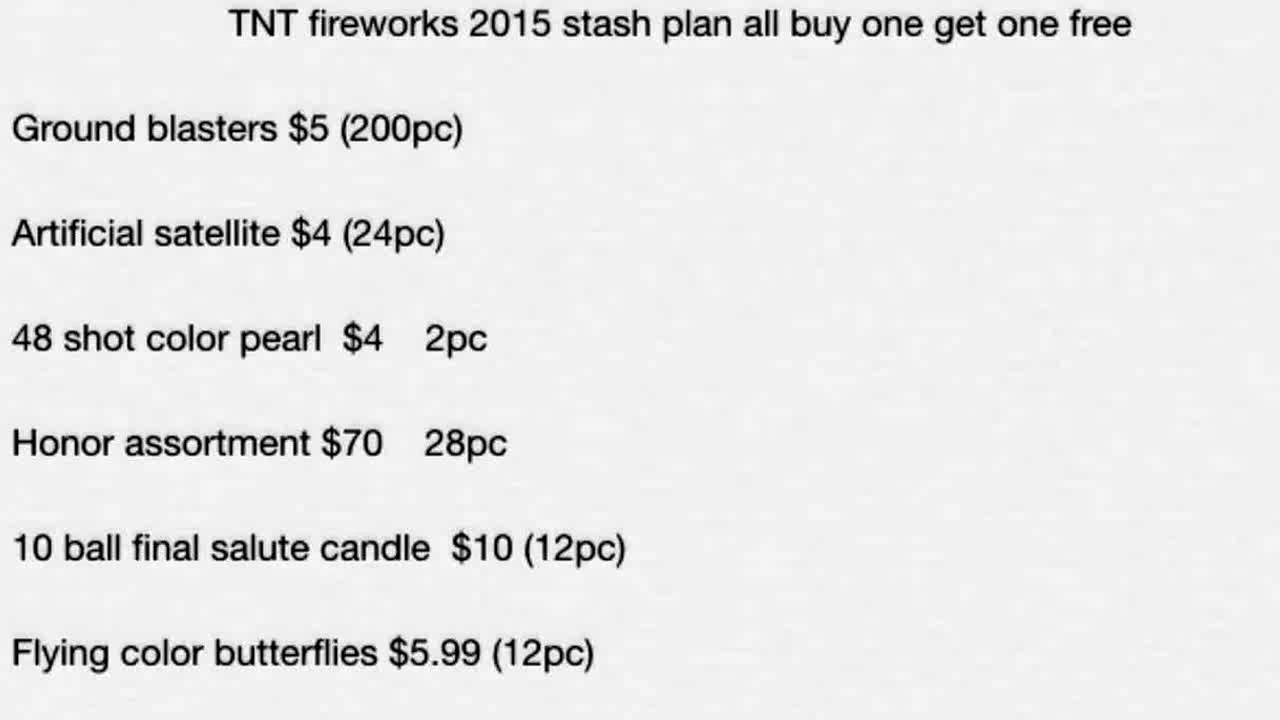 TNT fireworks 2015 stash plan all buy one get one free
Ground blasters $5 (200pc)
Artificial satellite $4 (24pc)
48 shot color pearl  $4    2pc
Honor assortment $70    28pc
10 ball final salute candle  $10 (12pc)
Flying color butterflies $5.99 (12pc)